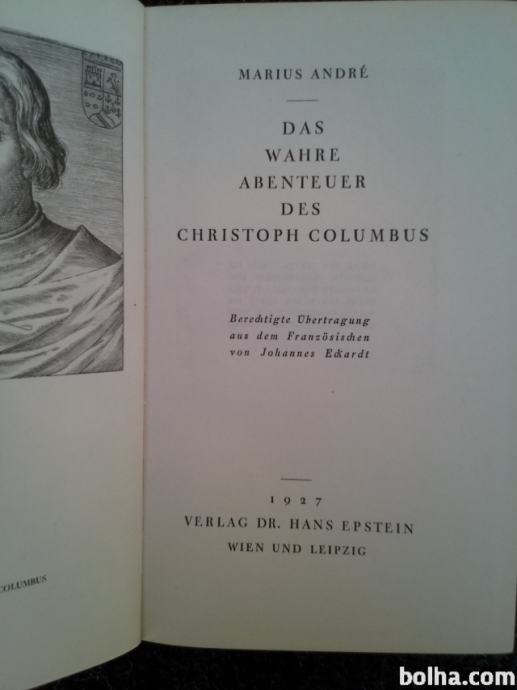 COLUMBUS
MARIUS ANDRÉ
DAS
WAHRE
ABENTEUER
DES
CHRISTOPH COLUMBUS
Berechtigte Übertragung
aus dem Französischen
von Johannes Eckardt
1927
VERLAG DR. HANS EPSTEIN
WIEN UND LEIPZIG
bolha.com